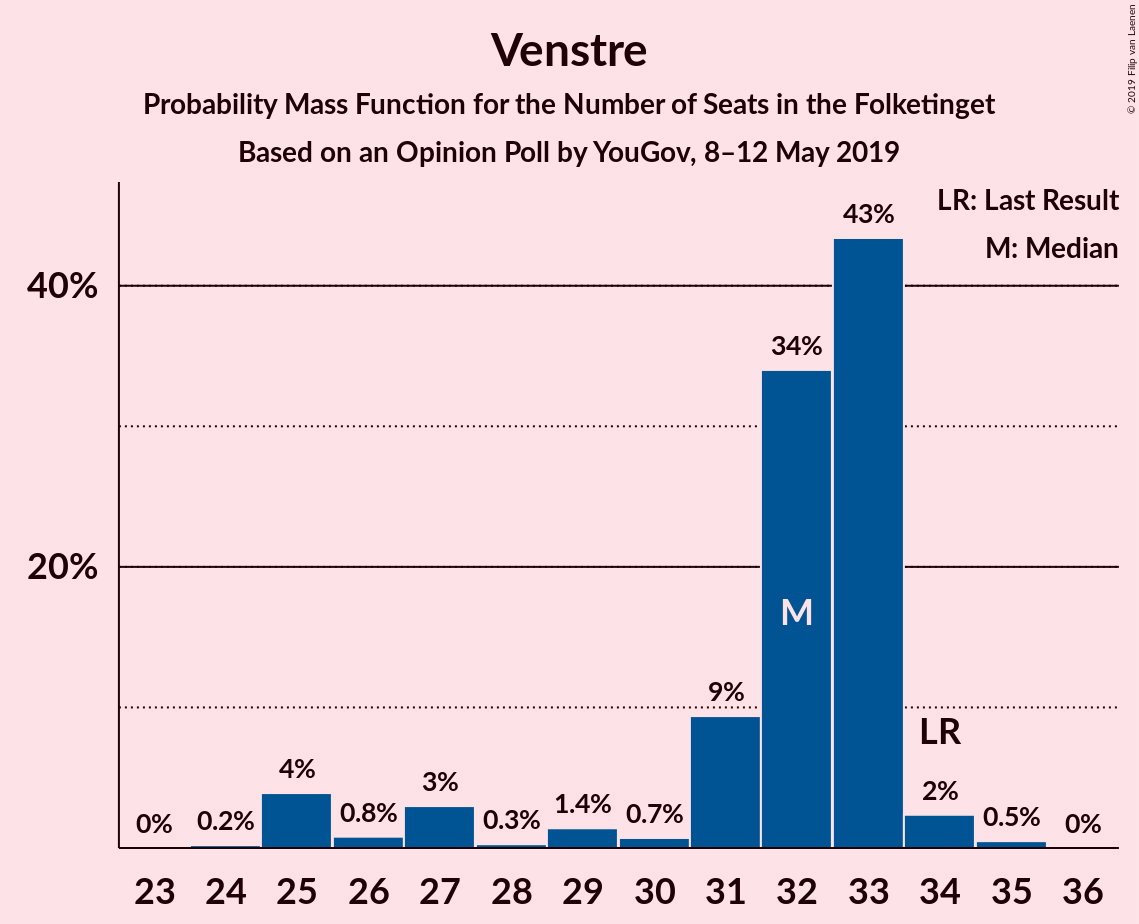 Venstre
Probability Mass Function for the Number of Seats in the Folketinget
Based on an Opinion Poll by YouGov, 8–12 May 2019
© 2019 Filip van Laenen
LR: Last Result
M: Median
40%
20%
0%
0.2%
4%
0.8%
3%
0.3%
1.4%
0.7%
9%
34%
43%
2%
0.5%
0%
M
LR
23 24 25 26 27 28 29 30 31 32 33 34 35 36